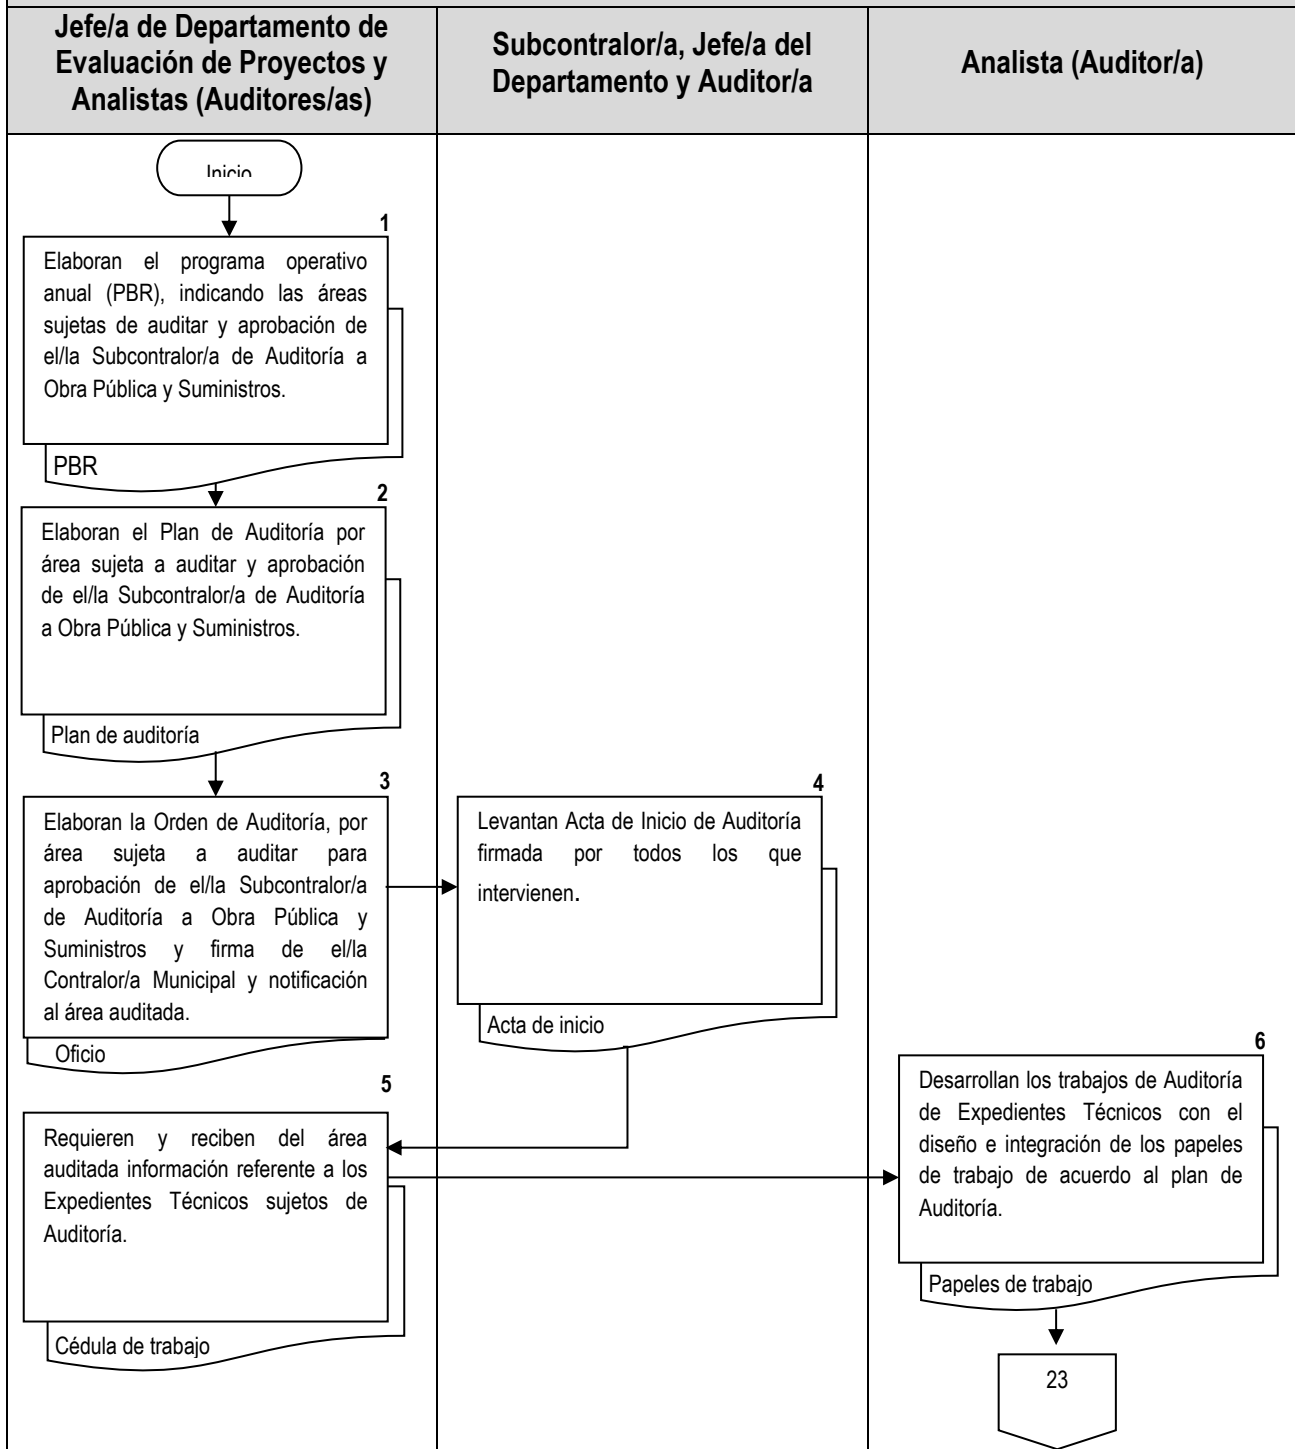 Jefe/a de Departamento de
Evaluación de Proyectos y
Analistas (Auditores/as)
Subcontralor/a, Jefe/a del
Departamento y Auditor/a
Analista (Auditor/a)
Inicio
1
Elaboran el programa operativo
anual (PBR), indicando las áreas
sujetas de auditar y aprobación de
el/la Subcontralor/a de Auditoría a
Obra Pública y Suministros.
PBR
2
Elaboran el Plan de Auditoría por
área sujeta a auditar y aprobación
de el/la Subcontralor/a de Auditoría
a Obra Pública y Suministros.
Plan de auditoría
3
Elaboran la Orden de Auditoría, por
área sujeta a auditar para
aprobación de el/la Subcontralor/a
de Auditoría a Obra Pública y
Suministros y firma de el/la
Contralor/a Municipal y notificación
al área auditada.
Oficio
4
Levantan Acta de Inicio de Auditoría
firmada por todos los que
intervienen.
Acta de inicio
5
Requieren y reciben del área
auditada información referente a los
Expedientes Técnicos sujetos de
Auditoría.
Cédula de trabajo
6
Desarrollan los trabajos de Auditoría
de Expedientes Técnicos con el
diseño e integración de los papeles
de trabajo de acuerdo al plan de
Auditoría.
Papeles de trabajo
23